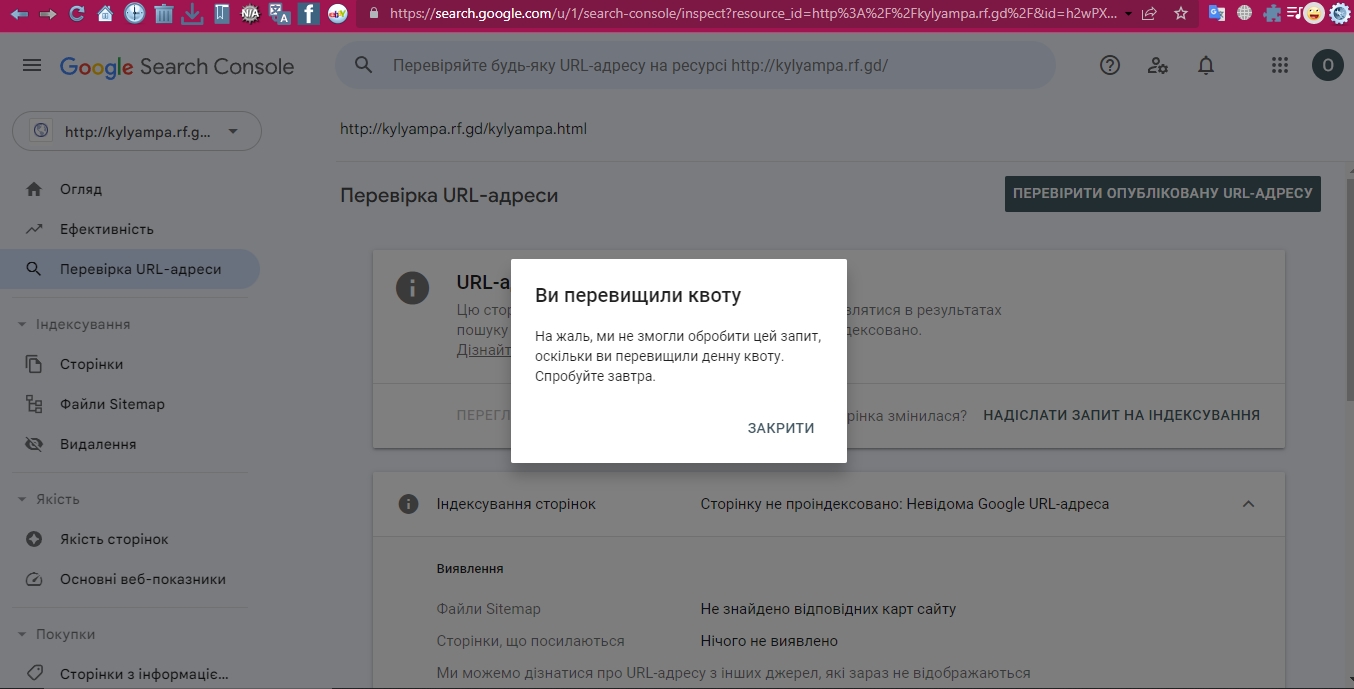 https://search.google.com/u/1/search-console/inspect?resource_id=http%3A%2F%2Fkylyampa.rf.gd%2F&id=h2wPX...
Google Search Console
Перевіряйте будь-яку URL-адресу на ресурсі http://kylyampa.rf.gd/
O
http://kylyampa.rf.g...
http://kylyampa.rf.gd/kylyampa.html
Огляд
Ефективність
Перевірка URL-адреси
Індексування
Сторінки
Файли Sitemap
Видалення
Якість
Якість сторінок
Основні веб-показники
Покупки
Сторінки з інформаціє...
Перевірка URL-адреси
ПЕРЕВІРИТИ ОПУБЛІКОВАНУ URL-АДРЕСУ
URL-а
Цю стор влятися в результатах
пошуку дексовано.
Дізнайт
ПЕРЕГЛ рінка змінилася? НАДІСЛАТИ ЗАПИТ НА ІНДЕКСУВАННЯ
Ви перевищили квоту
На жаль, ми не змогли обробити цей запит,
оскільки ви перевищили денну квоту.
Спробуйте завтра.
ЗАКРИТИ
Індексування сторінок Сторінку не проіндексовано: Невідома Google URL-адреса
Виявлення
Файли Sitemap Не знайдено відповідних карт сайту
Сторінки, що посилаються Нічого не виявлено
Ми можемо дізнатися про URL-адресу з інших джерел, які зараз не відображаються